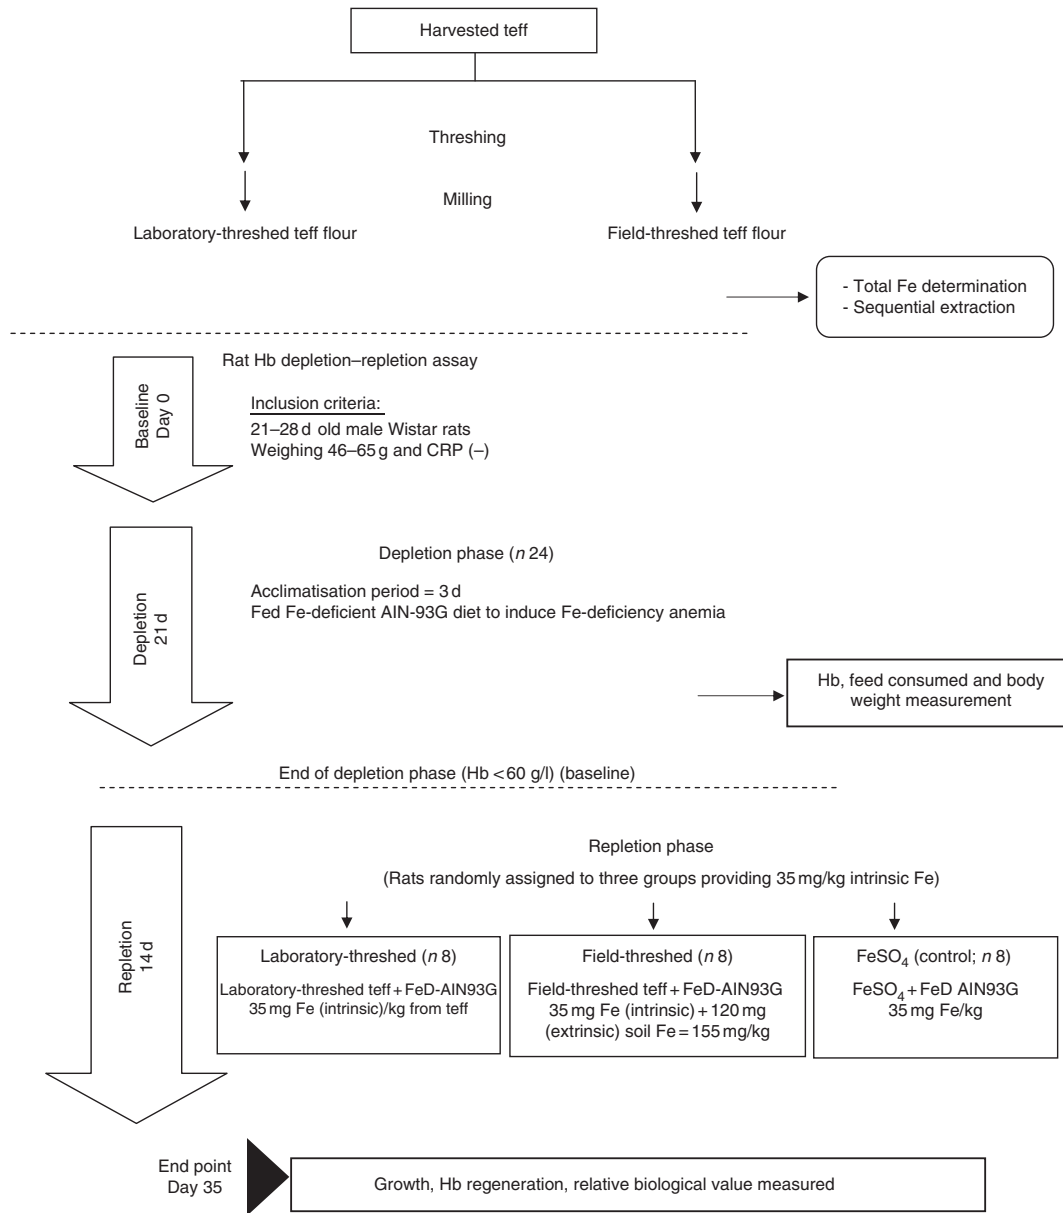 Harvested teff
Threshing
Milling
Laboratory-threshed teff flour
Field-threshed teff flour
- Total Fe determination
- Sequential extraction
Rat Hb depletion–repletion assay
Baseline
Day 0
Inclusion criteria:
21–28 d old male Wistar rats
Weighing 46–65 g and CRP (–)
Depletion
21 d
Depletion phase (n 24)
Acclimatisation period = 3 d
Fed Fe-deficient AIN-93G diet to induce Fe-deficiency anemia
Hb, feed consumed and body
weight measurement
End of depletion phase (Hb < 60 g/l) (baseline)
Repletion
14 d
Repletion phase
(Rats randomly assigned to three groups providing 35 mg/kg intrinsic Fe)
Laboratory-threshed (n 8)
Laboratory-threshed teff + FeD-AIN93G
35 mg Fe (intrinsic)/kg from teff
Field-threshed (n 8)
Field-threshed teff + FeD-AIN93G
35 mg Fe (intrinsic) + 120 mg
(extrinsic) soil Fe = 155 mg/kg
FeSO₄ (control; n 8)
FeSO₄ + FeD AIN93G
35 mg Fe/kg
End point
Day 35
Growth, Hb regeneration, relative biological value measured